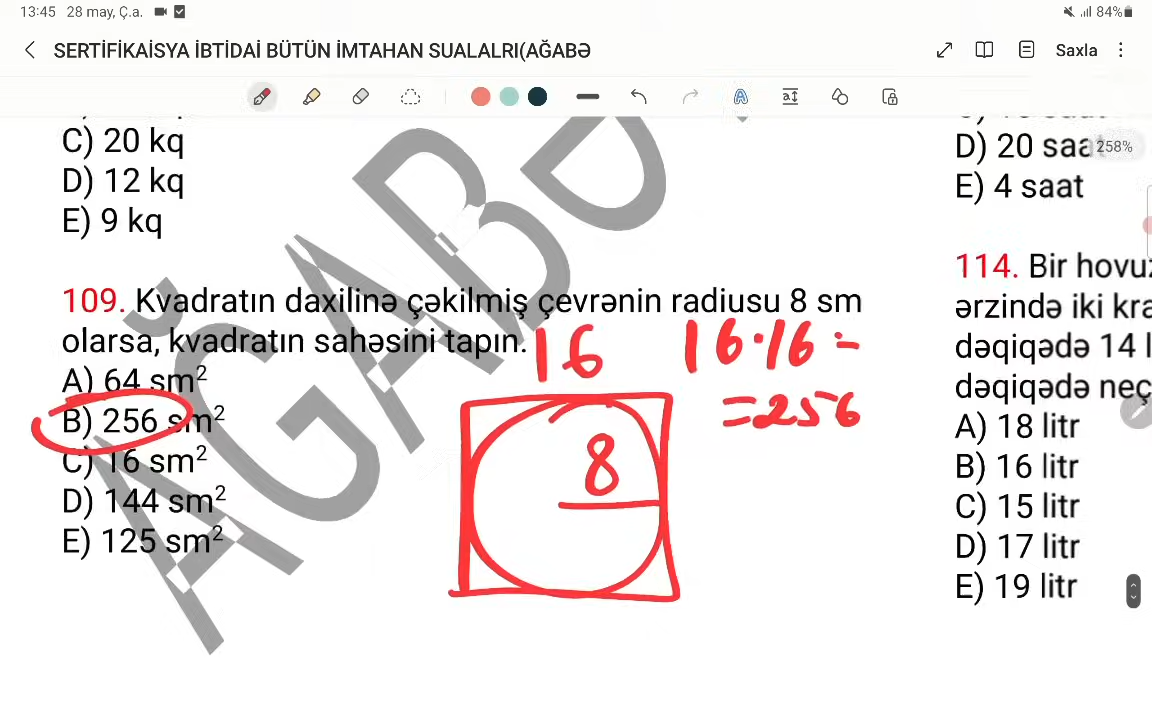 13:45 28 may, Ç.a. 84%
SERTİFİKAİSYA İBTİDAİ BÜTÜN İMTAHAN SUALALRI(AĞABƏ Saxla
258%
C) 20 kq
D) 12 kq
E) 9 kq
109. Kvadratın daxilinə çəkilmiş çevrənin radiusu 8 sm
olarsa, kvadratın sahəsini tapın.
A) 64 sm²
B) 256 sm²
C) 16 sm²
D) 144 sm²
E) 125 sm²
16 16·16=
=256
8
D) 20 saat
E) 4 saat
114. Bir hovuz
ərzində iki kra
dəqiqədə 14 l
dəqiqədə neç
A) 18 litr
B) 16 litr
C) 15 litr
D) 17 litr
E) 19 litr
AĞABƏ